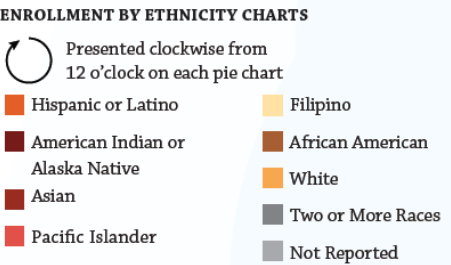 ENROLLMENT BY ETHNICITY CHARTS
Presented clockwise from
12 o’clock on each pie chart
Hispanic or Latino
American Indian or
Alaska Native
Asian
Pacific Islander
Filipino
African American
White
Two or More Races
Not Reported